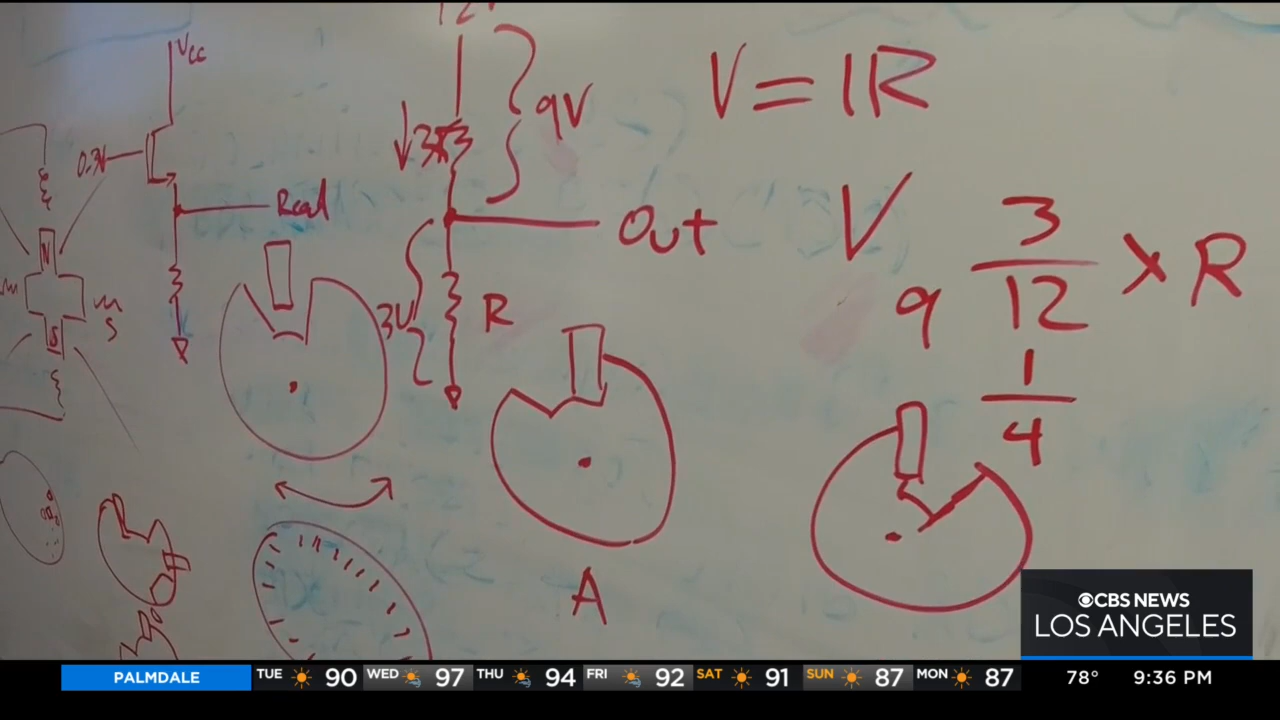 Vcc
9V
V=IR
0.3V
Real
Out
V
3
12
× R
9
N
3V
R
S
S
1
4
A
CBS NEWS
LOS ANGELES
PALMDALE TUE 90 WED 97 THU 94 FRI 92 SAT 91 SUN 87 MON 87 78° 9:36 PM